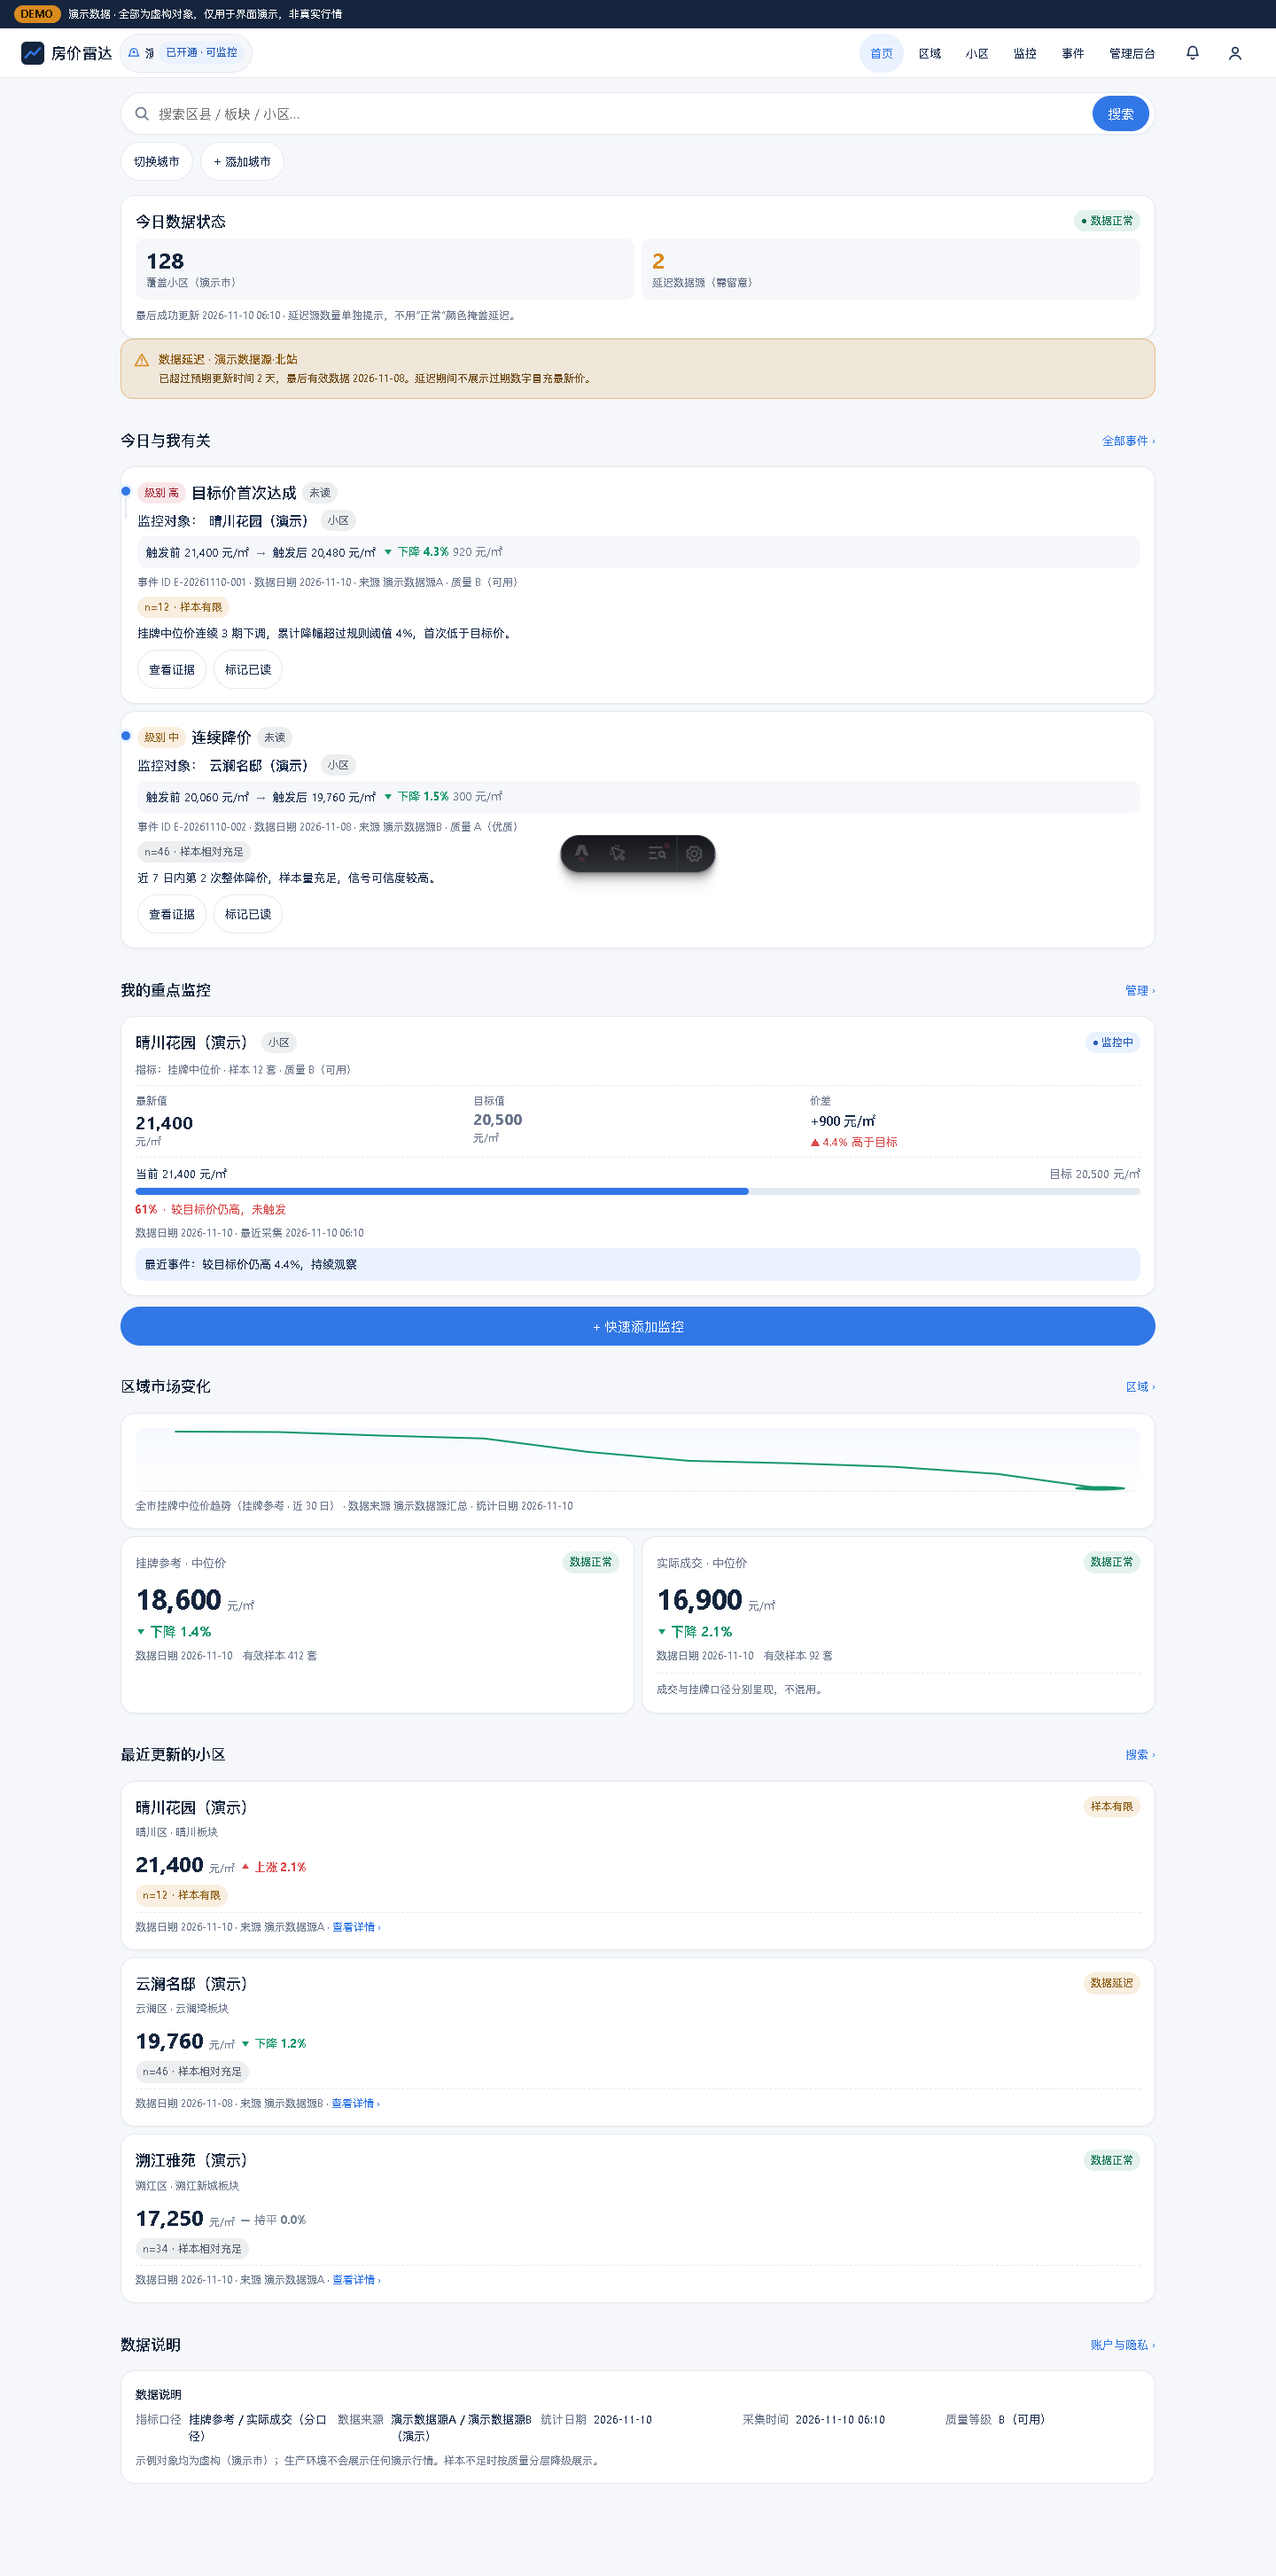 DEMO 演示数据 · 全部为虚构对象，仅用于界面演示，非真实行情
房价雷达 已开通 · 可监控 首页 区域 小区 监控 事件 管理后台
搜索区县 / 板块 / 小区... 搜索
切换城市 + 添加城市
今日数据状态 ● 数据正常
128 2
覆盖小区（演示市） 延迟数据源（需留意）
最后成功更新 2026-11-10 06:10 · 延迟源数量单独提示，不用“正常”颜色掩盖延迟。
数据延迟 · 演示数据源·北站
已超过预期更新时间 2 天，最后有效数据 2026-11-08。延迟期间不展示过期数字冒充最新价。
今日与我有关 全部事件 ›
级别 高 目标价首次达成 未读
监控对象： 晴川花园（演示） 小区
触发前 21,400 元/㎡ → 触发后 20,480 元/㎡ ▼ 下降 4.3% 920 元/㎡
事件 ID E-20261110-001 · 数据日期 2026-11-10 · 来源 演示数据源A · 质量 B（可用）
n=12 · 样本有限
挂牌中位价连续 3 期下调，累计降幅超过规则阈值 4%，首次低于目标价。
查看证据 标记已读
级别 中 连续降价 未读
监控对象： 云澜名邸（演示） 小区
触发前 20,060 元/㎡ → 触发后 19,760 元/㎡ ▼ 下降 1.5% 300 元/㎡
事件 ID E-20261110-002 · 数据日期 2026-11-08 · 来源 演示数据源B · 质量 A（优质）
n=46 · 样本相对充足
近 7 日内第 2 次整体降价，样本量充足，信号可信度较高。
查看证据 标记已读
我的重点监控 管理 ›
晴川花园（演示） 小区 ● 监控中
指标：挂牌中位价 · 样本 12 套 · 质量 B（可用）
最新值 目标值 价差
21,400 20,500 +900 元/㎡
元/㎡ 元/㎡ ▲ 4.4% 高于目标
当前 21,400 元/㎡ 目标 20,500 元/㎡
61% · 较目标价仍高，未触发
数据日期 2026-11-10 · 最近采集 2026-11-10 06:10
最近事件：较目标价仍高 4.4%，持续观察
+ 快速添加监控
区域市场变化 区域 ›
全市挂牌中位价趋势（挂牌参考 · 近 30 日） · 数据来源 演示数据源汇总 · 统计日期 2026-11-10
挂牌参考 · 中位价 数据正常 实际成交 · 中位价 数据正常
18,600 元/㎡ 16,900 元/㎡
▼ 下降 1.4% ▼ 下降 2.1%
数据日期 2026-11-10 有效样本 412 套 数据日期 2026-11-10 有效样本 92 套
成交与挂牌口径分别呈现，不混用。
最近更新的小区 搜索 ›
晴川花园（演示） 样本有限
晴川区 · 晴川板块
21,400 元/㎡ ▲ 上涨 2.1%
n=12 · 样本有限
数据日期 2026-11-10 · 来源 演示数据源A · 查看详情 ›
云澜名邸（演示） 数据延迟
云澜区 · 云澜湾板块
19,760 元/㎡ ▼ 下降 1.2%
n=46 · 样本相对充足
数据日期 2026-11-08 · 来源 演示数据源B · 查看详情 ›
溯江雅苑（演示） 数据正常
溯江区 · 溯江新城板块
17,250 元/㎡ — 持平 0.0%
n=34 · 样本相对充足
数据日期 2026-11-10 · 来源 演示数据源A · 查看详情 ›
数据说明 账户与隐私 ›
数据说明
指标口径 挂牌参考 / 实际成交（分口径） 数据来源 演示数据源A / 演示数据源B（演示） 统计日期 2026-11-10 采集时间 2026-11-10 06:10 质量等级 B（可用）
示例对象均为虚构（演示市）；生产环境不会展示任何演示行情。样本不足时按质量分层降级展示。